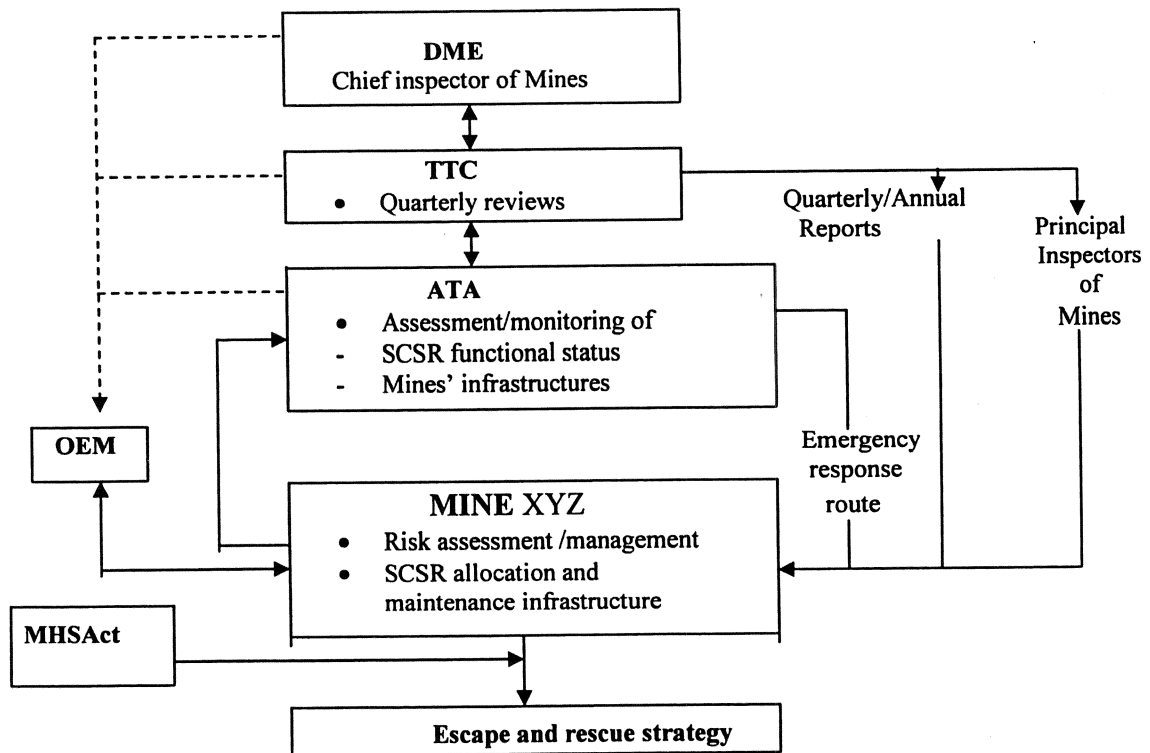 DME
Chief inspector of Mines
TTC
• Quarterly reviews
Quarterly/Annual
Reports
Principal
Inspectors
of
Mines
ATA
• Assessment/monitoring of
- SCSR functional status
- Mines' infrastructures
OEM
Emergency
response
route
MINE XYZ
• Risk assessment /management
• SCSR allocation and
maintenance infrastructure
MHSAct
Escape and rescue strategy